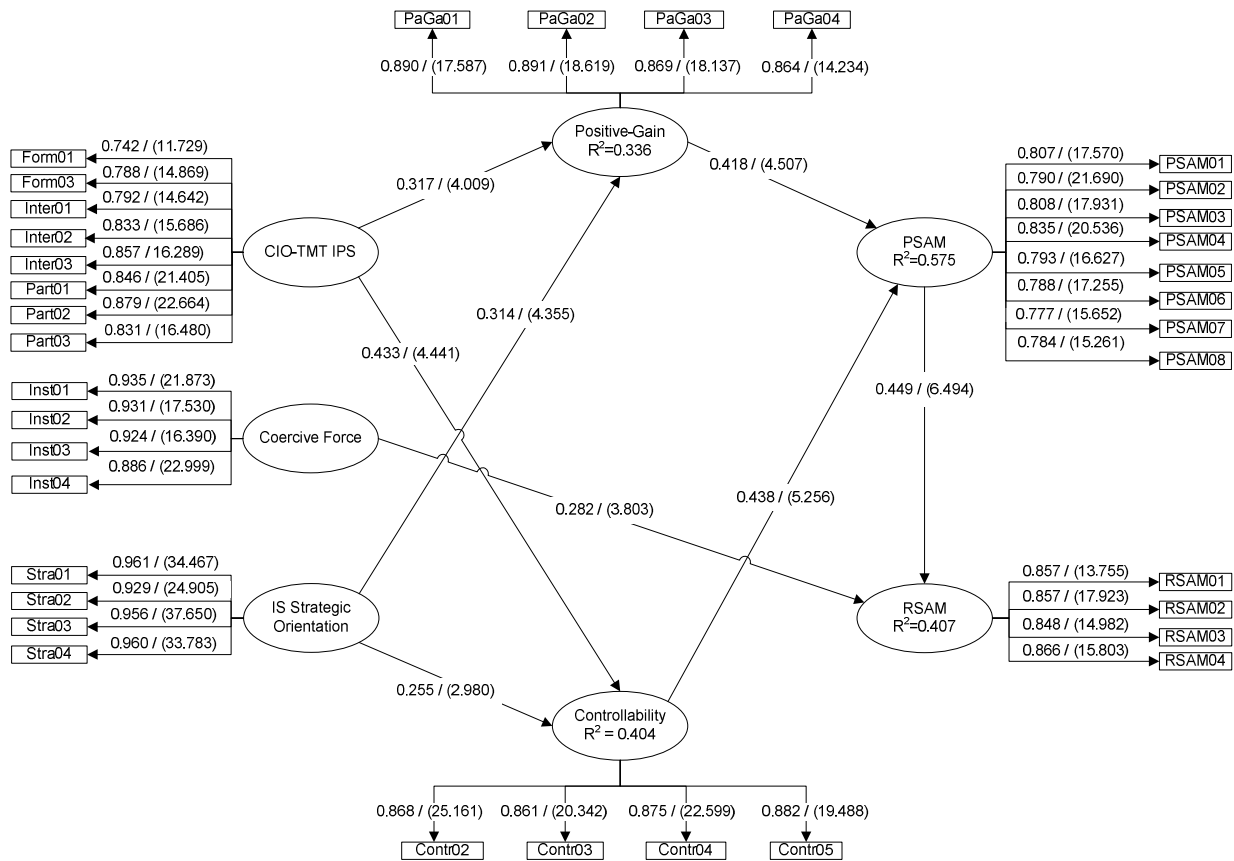 PaGa01
PaGa02
PaGa03
PaGa04
0.890 / (17.587)
0.891 / (18.619)
0.869 / (18.137)
0.864 / (14.234)
Positive-Gain
R²=0.336
Form01
Form03
Inter01
Inter02
Inter03
Part01
Part02
Part03
0.742 / (11.729)
0.788 / (14.869)
0.792 / (14.642)
0.833 / (15.686)
0.857 / 16.289)
0.846 / (21.405)
0.879 / (22.664)
0.831 / (16.480)
CIO-TMT IPS
0.317 / (4.009)
0.418 / (4.507)
0.314 / (4.355)
0.433 / (4.441)
PSAM
R²=0.575
0.807 / (17.570)
0.790 / (21.690)
0.808 / (17.931)
0.835 / (20.536)
0.793 / (16.627)
0.788 / (17.255)
0.777 / (15.652)
0.784 / (15.261)
PSAM01
PSAM02
PSAM03
PSAM04
PSAM05
PSAM06
PSAM07
PSAM08
0.449 / (6.494)
Inst01
Inst02
Inst03
Inst04
0.935 / (21.873)
0.931 / (17.530)
0.924 / (16.390)
0.886 / (22.999)
Coercive Force
0.282 / (3.803)
0.438 / (5.256)
Stra01
Stra02
Stra03
Stra04
0.961 / (34.467)
0.929 / (24.905)
0.956 / (37.650)
0.960 / (33.783)
IS Strategic
Orientation
0.255 / (2.980)
RSAM
R²=0.407
0.857 / (13.755)
0.857 / (17.923)
0.848 / (14.982)
0.866 / (15.803)
RSAM01
RSAM02
RSAM03
RSAM04
Controllability
R² = 0.404
0.868 / (25.161)
0.861 / (20.342)
0.875 / (22.599)
0.882 / (19.488)
Contr02
Contr03
Contr04
Contr05